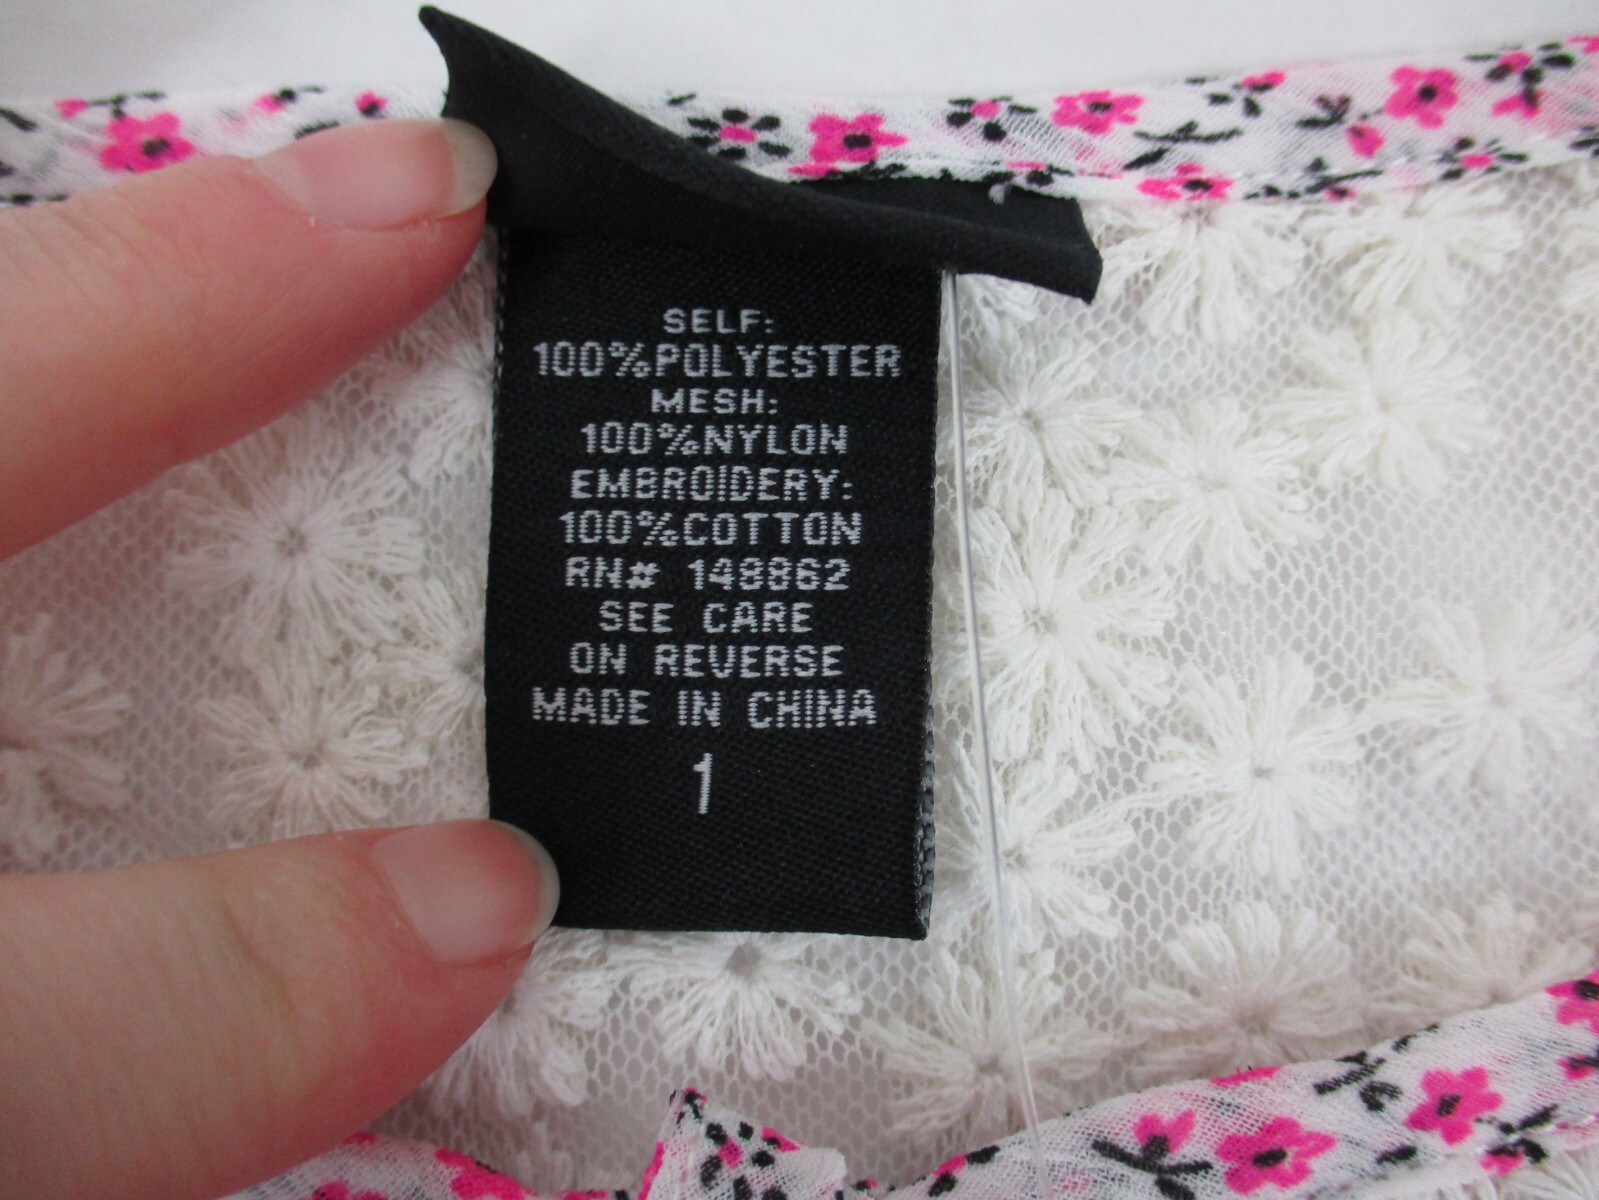 SELF:
100%POLYESTER
MESH:
100%NYLON
EMBROIDERY:
100%COTTON
RN# 148862
SEE CARE
ON REVERSE
MADE IN CHINA
1